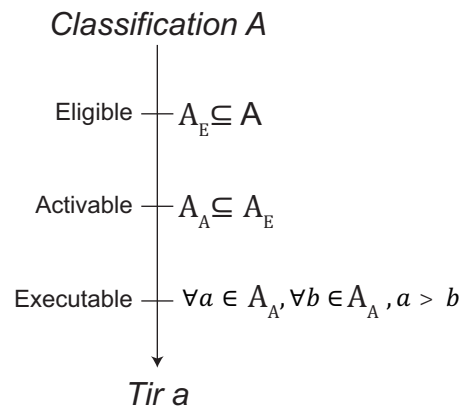 Classification A
Eligible A_E ⊆ A
Activable A_A ⊆ A_E
Executable ∀a ∈ A_A, ∀b ∈ A_A , a > b
Tir a